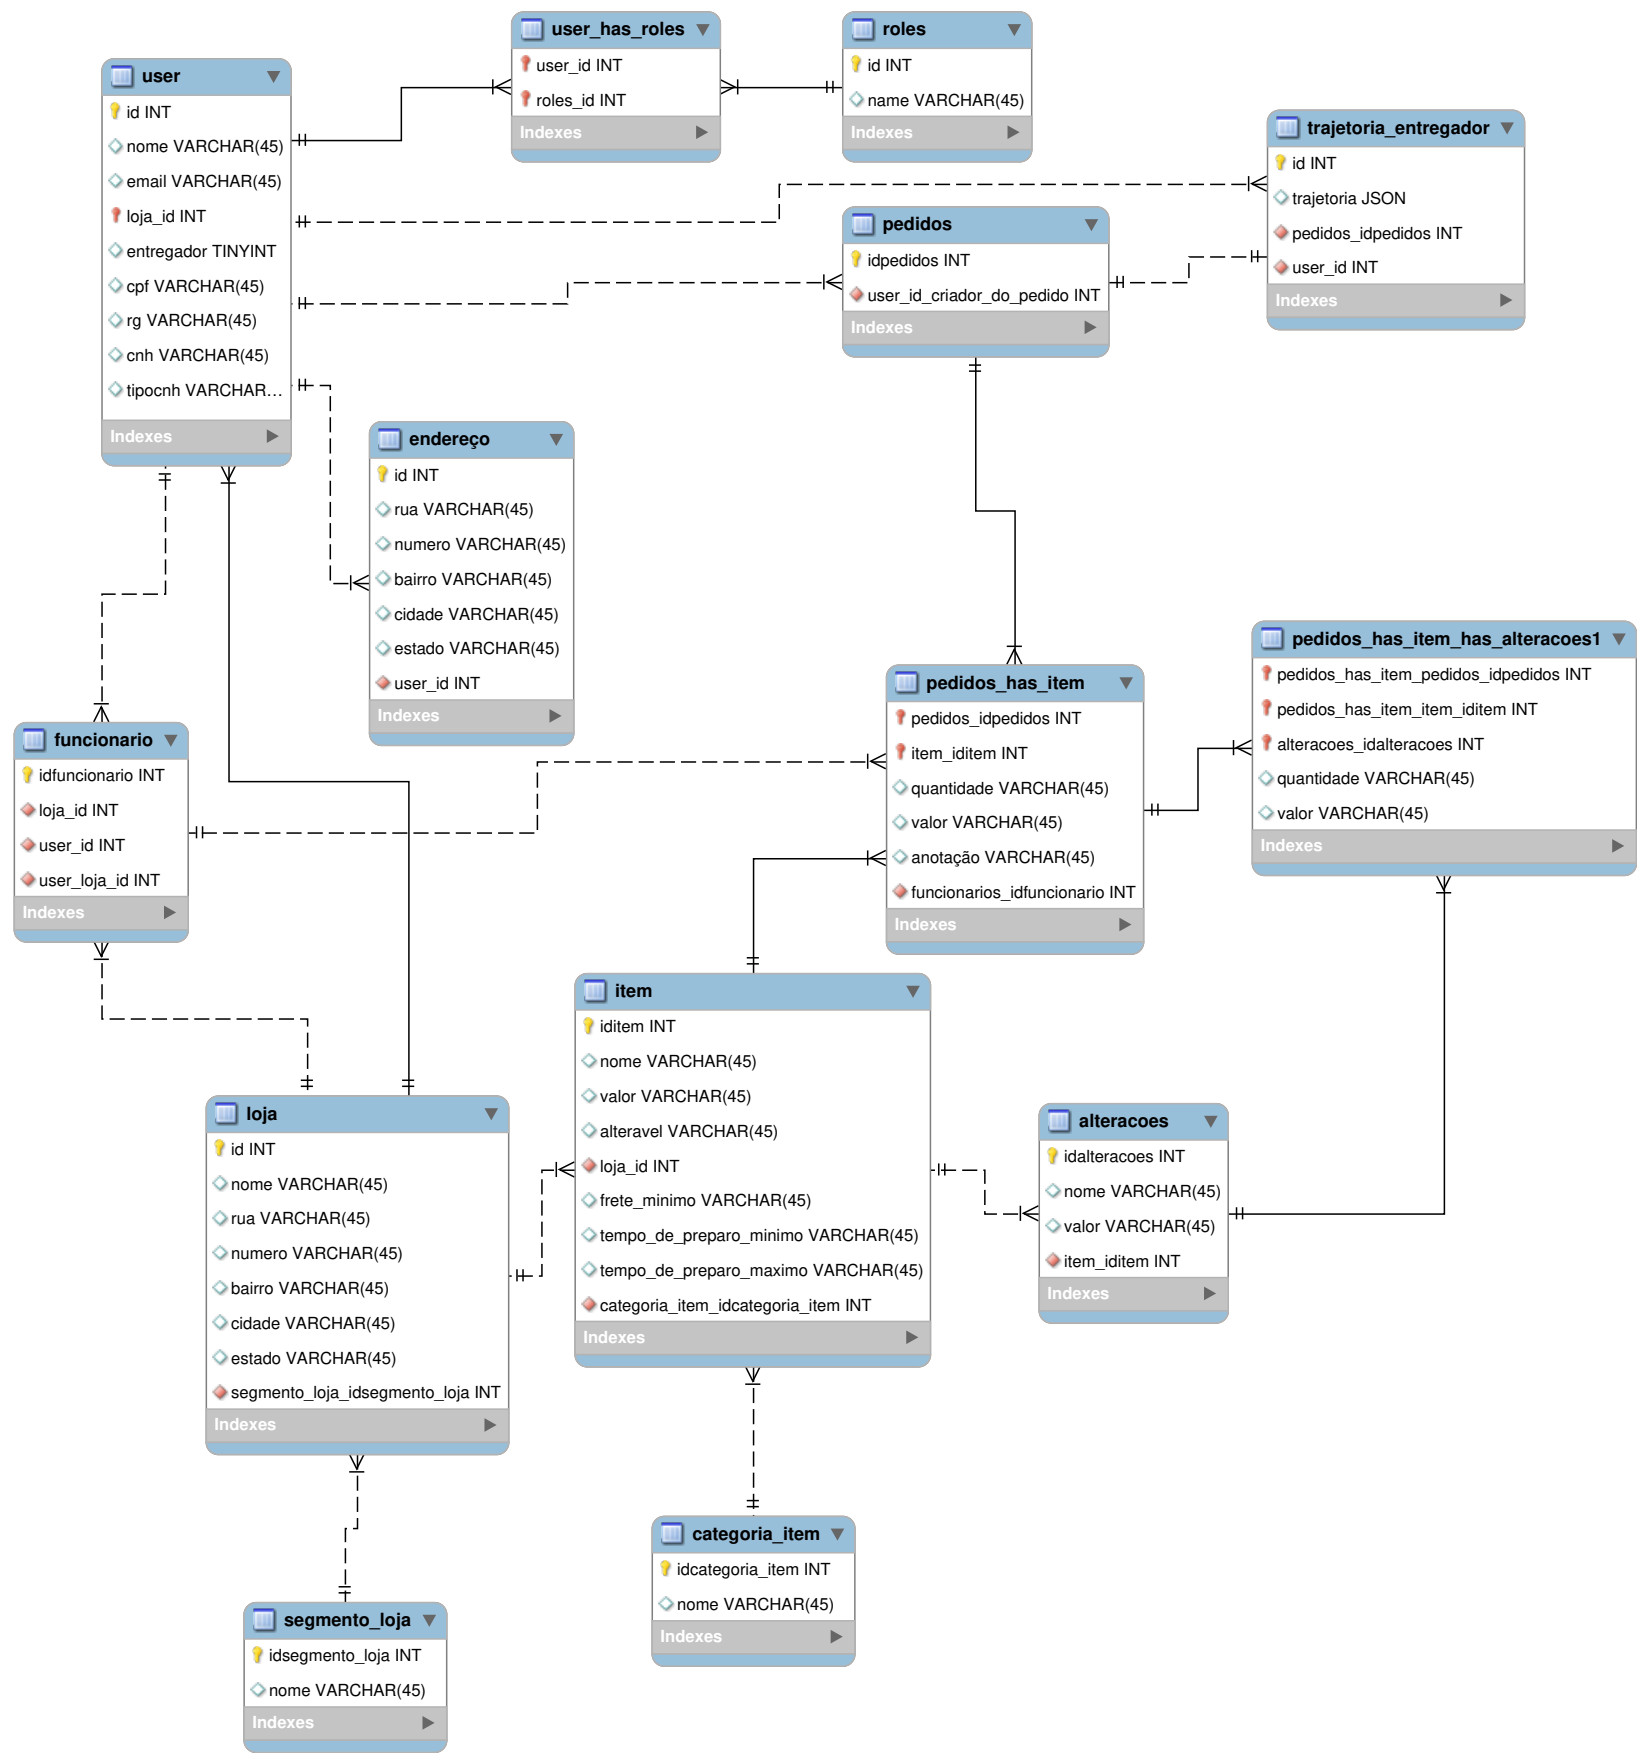 user_has_roles
user_id INT
roles_id INT
Indexes
roles
id INT
name VARCHAR(45)
Indexes
user
id INT
nome VARCHAR(45)
email VARCHAR(45)
loja_id INT
entregador TINYINT
cpf VARCHAR(45)
rg VARCHAR(45)
cnh VARCHAR(45)
tipocnh VARCHAR...
Indexes
trajetoria_entregador
id INT
trajetoria JSON
pedidos_idpedidos INT
user_id INT
Indexes
pedidos
idpedidos INT
user_id_criador_do_pedido INT
Indexes
endereço
id INT
rua VARCHAR(45)
numero VARCHAR(45)
bairro VARCHAR(45)
cidade VARCHAR(45)
estado VARCHAR(45)
user_id INT
Indexes
pedidos_has_item_has_alteracoes1
pedidos_has_item_pedidos_idpedidos INT
pedidos_has_item_item_iditem INT
alteracoes_idalteracoes INT
quantidade VARCHAR(45)
valor VARCHAR(45)
Indexes
pedidos_has_item
pedidos_idpedidos INT
item_iditem INT
quantidade VARCHAR(45)
valor VARCHAR(45)
anotação VARCHAR(45)
funcionarios_idfuncionario INT
Indexes
funcionario
idfuncionario INT
loja_id INT
user_id INT
user_loja_id INT
Indexes
item
iditem INT
nome VARCHAR(45)
valor VARCHAR(45)
alteravel VARCHAR(45)
loja_id INT
frete_minimo VARCHAR(45)
tempo_de_preparo_minimo VARCHAR(45)
tempo_de_preparo_maximo VARCHAR(45)
categoria_item_idcategoria_item INT
Indexes
loja
id INT
nome VARCHAR(45)
rua VARCHAR(45)
numero VARCHAR(45)
bairro VARCHAR(45)
cidade VARCHAR(45)
estado VARCHAR(45)
segmento_loja_idsegmento_loja INT
Indexes
alteracoes
idalteracoes INT
nome VARCHAR(45)
valor VARCHAR(45)
item_iditem INT
Indexes
categoria_item
idcategoria_item INT
nome VARCHAR(45)
Indexes
segmento_loja
idsegmento_loja INT
nome VARCHAR(45)
Indexes